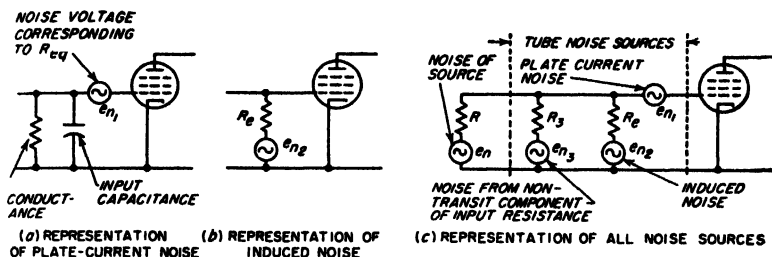 NOISE VOLTAGE
CORRESPONDING
TO Req
en1
CONDUCT-
ANCE
INPUT
CAPACITANCE
(a) REPRESENTATION
OF PLATE-CURRENT NOISE
Re
en2
(b) REPRESENTATION OF
INDUCED NOISE
TUBE NOISE SOURCES
NOISE OF
SOURCE
PLATE CURRENT
NOISE
en1
R
en
R3
en3
Re
en2
NOISE FROM NON-
TRANSIT COMPONENT
OF INPUT RESISTANCE
INDUCED
NOISE
(c) REPRESENTATION OF ALL NOISE SOURCES